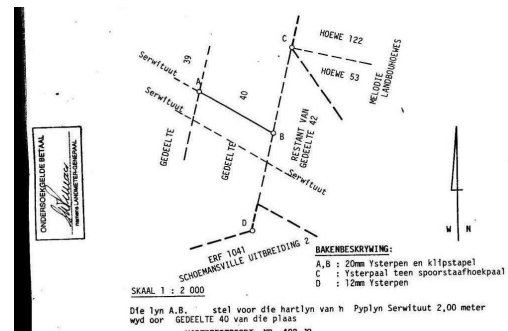 C
HOEWE 122
HOEWE 53
MELODIE
LANDBOUHOEWES
39
Serwituut
A
40
Serwituut
B
GEDEELTE
GEDEELTE
RESTANT VAN
GEDEELTE 42
Serwituut
D
ERF 1041
SCHOEMANSVILLE UITBREIDING 2
W N
ONDERSOEKGELDE BETAAL
namens LANDMETER-GENERAAL
BAKENBESKRYWING:
A,B : 20mm Ysterpen en klipstapel
C : Ysterpaal teen spoorstaafhoekpaal
D : 12mm Ysterpen
SKAAL 1 : 2 000
Die lyn A.B. stel voor die hartlyn van 'n Pyplyn Serwituut 2,00 meter
wyd oor GEDEELTE 40 van die plaas